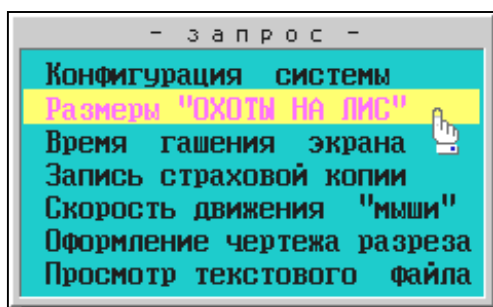 - запрос -
Конфигурация системы
Размеры "ОХОТЫ НА ЛИС"
Время гашения экрана
Запись страховой копии
Скорость движения "мыши"
Оформление чертежа разреза
Просмотр текстового файла